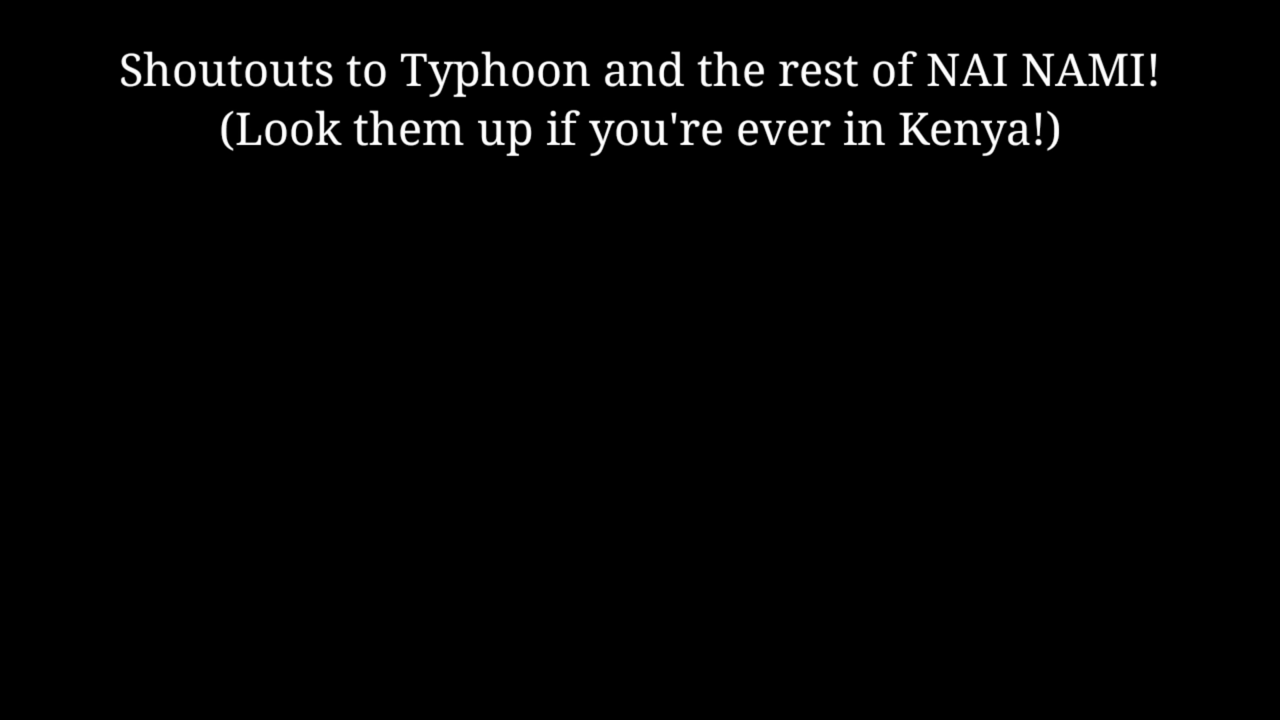 Shoutouts to Typhoon and the rest of NAI NAMI!
(Look them up if you're ever in Kenya!)